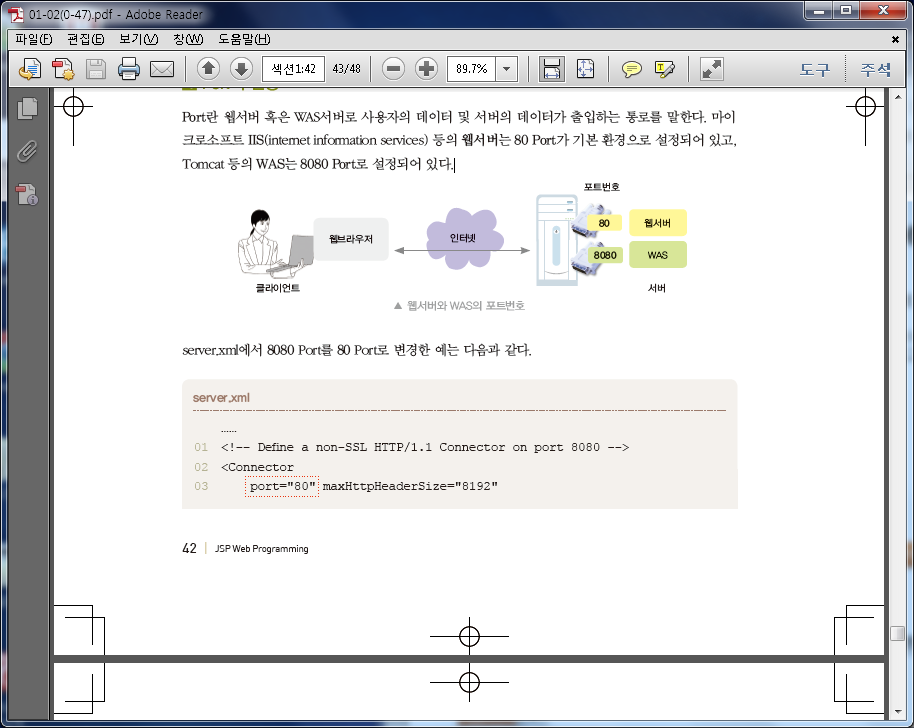 01-02(0-47).pdf - Adobe Reader
파일(F) 편집(E) 보기(V) 창(W) 도움말(H)
섹션1:42 43/48 89.7% 도구 주석
Port란 웹서버 혹은 WAS서버로 사용자의 데이터 및 서버의 데이터가 출입하는 통로를 말한다. 마이
크로소프트 IIS(internet information services) 등의 웹서버는 80 Port가 기본 환경으로 설정되어 있고,
Tomcat 등의 WAS는 8080 Port로 설정되어 있다.
포트번호
80 웹서버
웹브라우저 인터넷
8080 WAS
클라이언트 서버
▲ 웹서버와 WAS의 포트번호
server.xml에서 8080 Port를 80 Port로 변경한 예는 다음과 같다.
server.xml
......
01 <!-- Define a non-SSL HTTP/1.1 Connector on port 8080 -->
02 <Connector
03 port="80" maxHttpHeaderSize="8192"
42 | JSP Web Programming